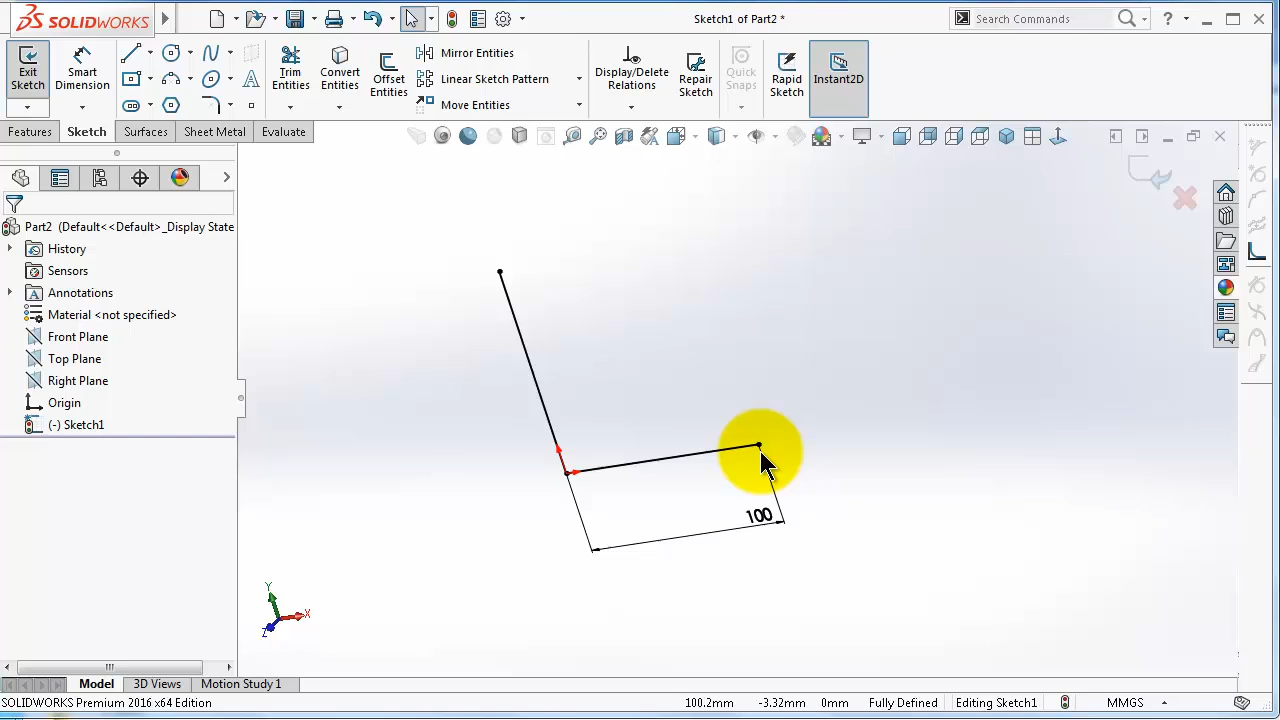 SOLIDWORKS
Sketch1 of Part2 *
Search Commands
?
Exit Sketch
Smart Dimension
Trim Entities
Convert Entities
Offset Entities
Mirror Entities
Linear Sketch Pattern
Move Entities
Display/Delete Relations
Repair Sketch
Quick Snaps
Rapid Sketch
Instant2D
Features
Sketch
Surfaces
Sheet Metal
Evaluate
Part2 (Default<<Default>_Display State
History
Sensors
Annotations
Material <not specified>
Front Plane
Top Plane
Right Plane
Origin
(-) Sketch1
100
Y
X
Z
Model
3D Views
Motion Study 1
SOLIDWORKS Premium 2016 x64 Edition
100.2mm
-3.32mm
0mm
Fully Defined
Editing Sketch1
MMGS